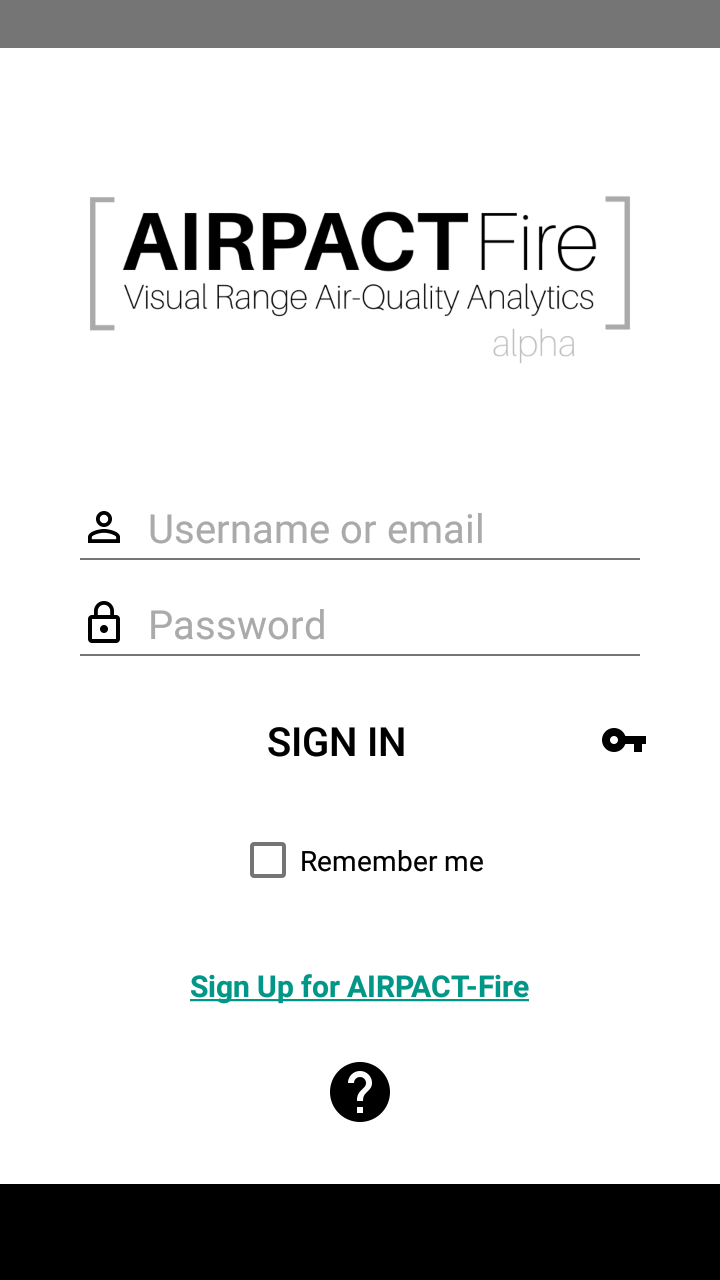 AIRPACT Fire
Visual Range Air-Quality Analytics
alpha
Username or email
Password
SIGN IN
Remember me
Sign Up for AIRPACT-Fire